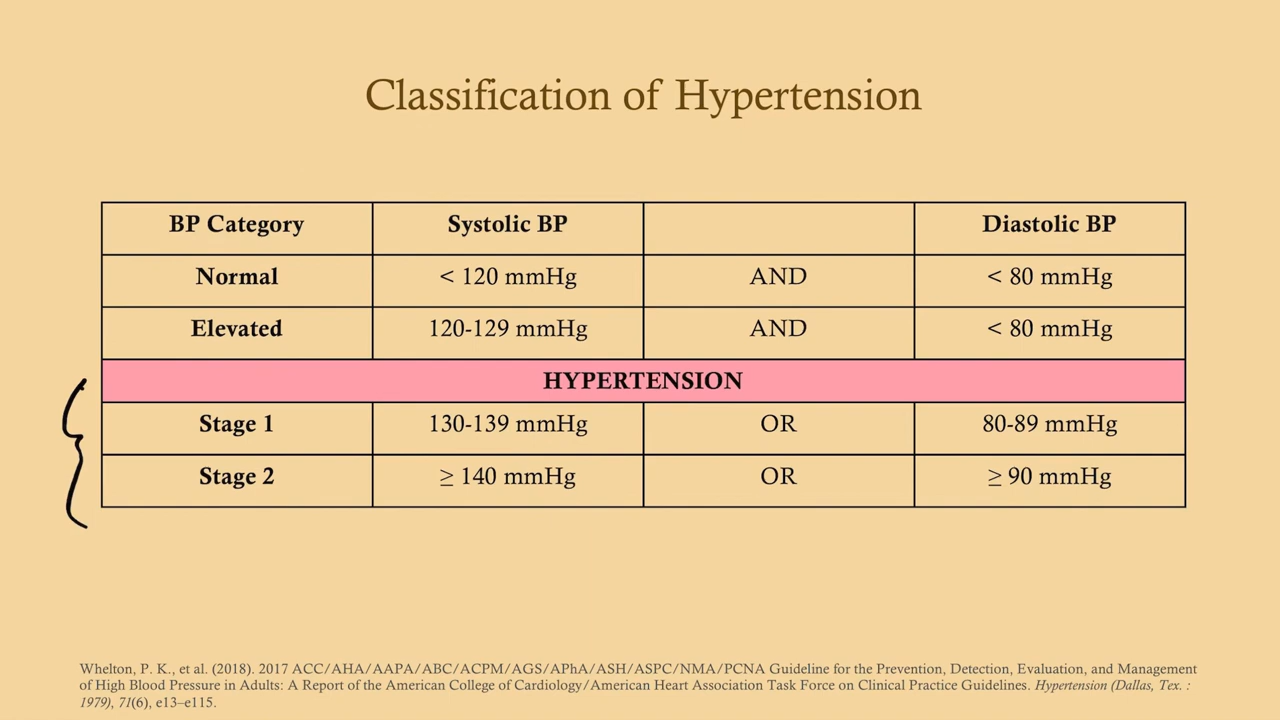 Classification of Hypertension
BP Category Systolic BP Diastolic BP
Normal < 120 mmHg AND < 80 mmHg
Elevated 120-129 mmHg AND < 80 mmHg
HYPERTENSION
Stage 1 130-139 mmHg OR 80-89 mmHg
Stage 2 ≥ 140 mmHg OR ≥ 90 mmHg
Whelton, P. K., et al. (2018). 2017 ACC/AHA/AAPA/ABC/ACPM/AGS/APhA/ASH/ASPC/NMA/PCNA Guideline for the Prevention, Detection, Evaluation, and Management
of High Blood Pressure in Adults: A Report of the American College of Cardiology/American Heart Association Task Force on Clinical Practice Guidelines. Hypertension (Dallas, Tex. :
1979), 71(6), e13–e115.